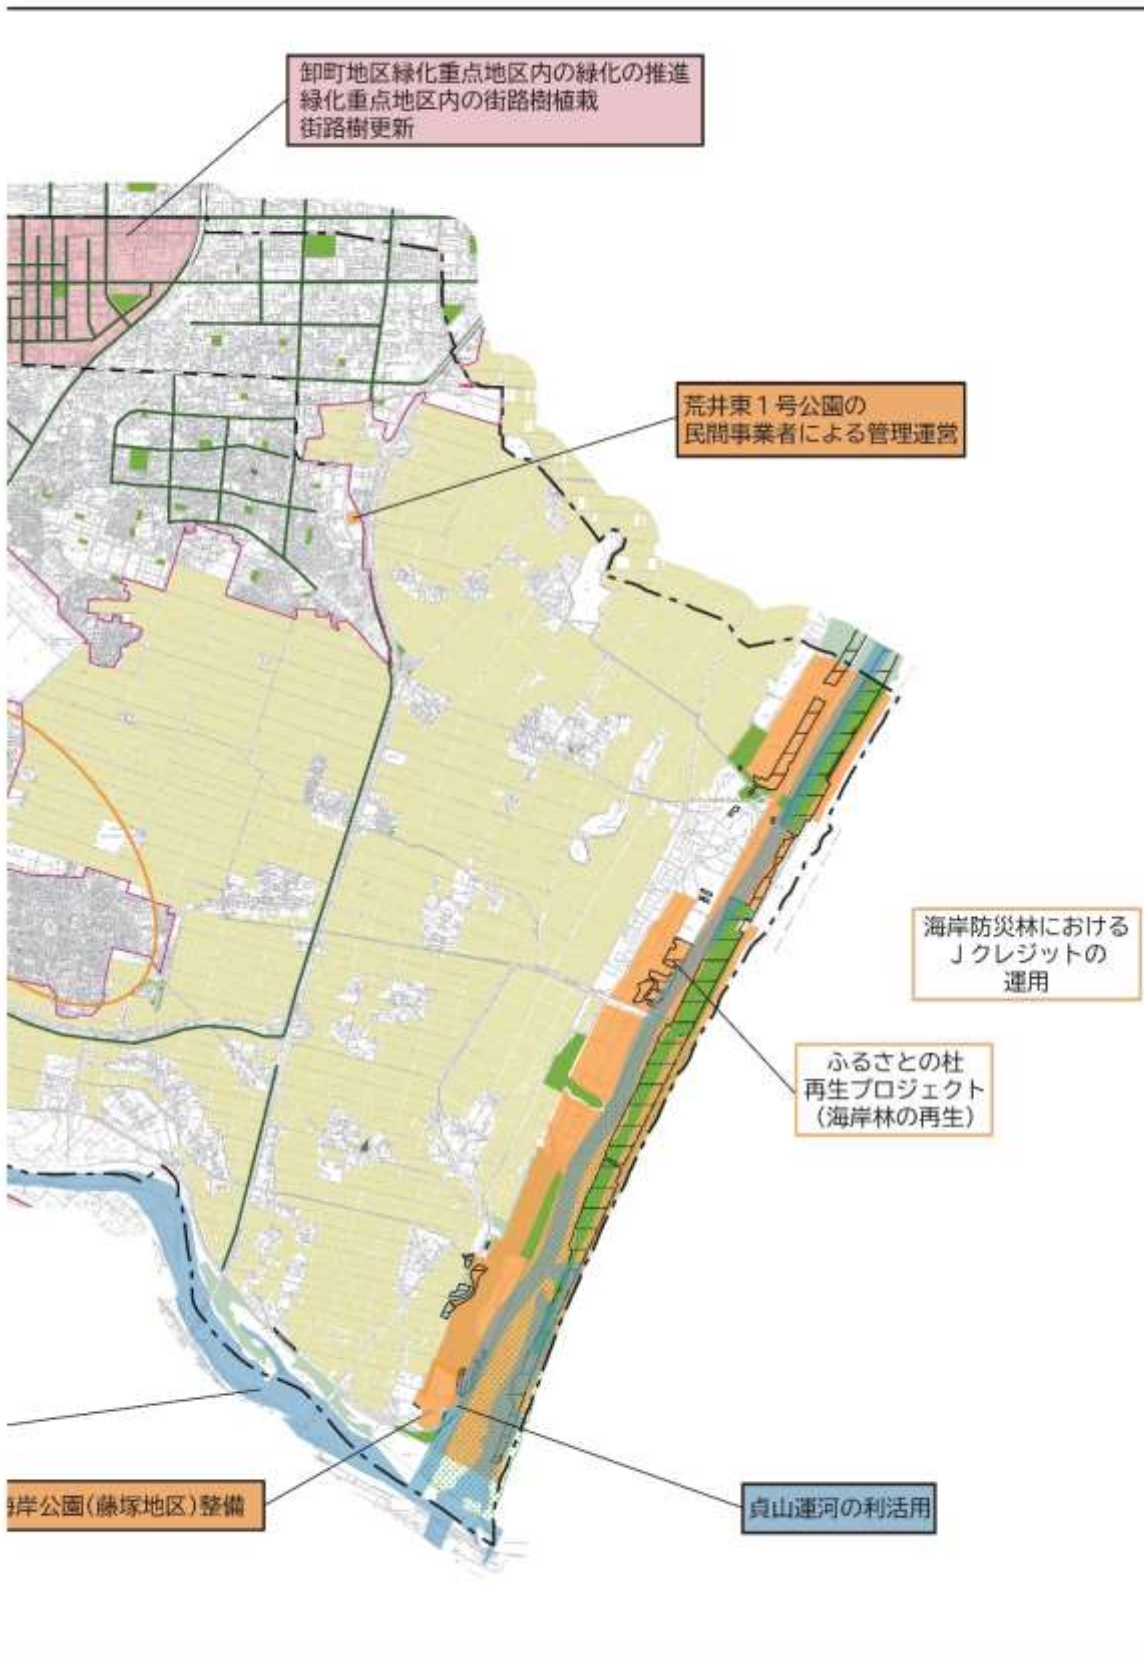 卸町地区緑化重点地区内の緑化の推進
緑化重点地区内の街路樹植栽
街路樹更新
荒井東１号公園の
民間事業者による管理運営
海岸防災林における
Ｊクレジットの
運用
ふるさとの杜
再生プロジェクト
（海岸林の再生）
岸公園(藤塚地区)整備
貞山運河の利活用